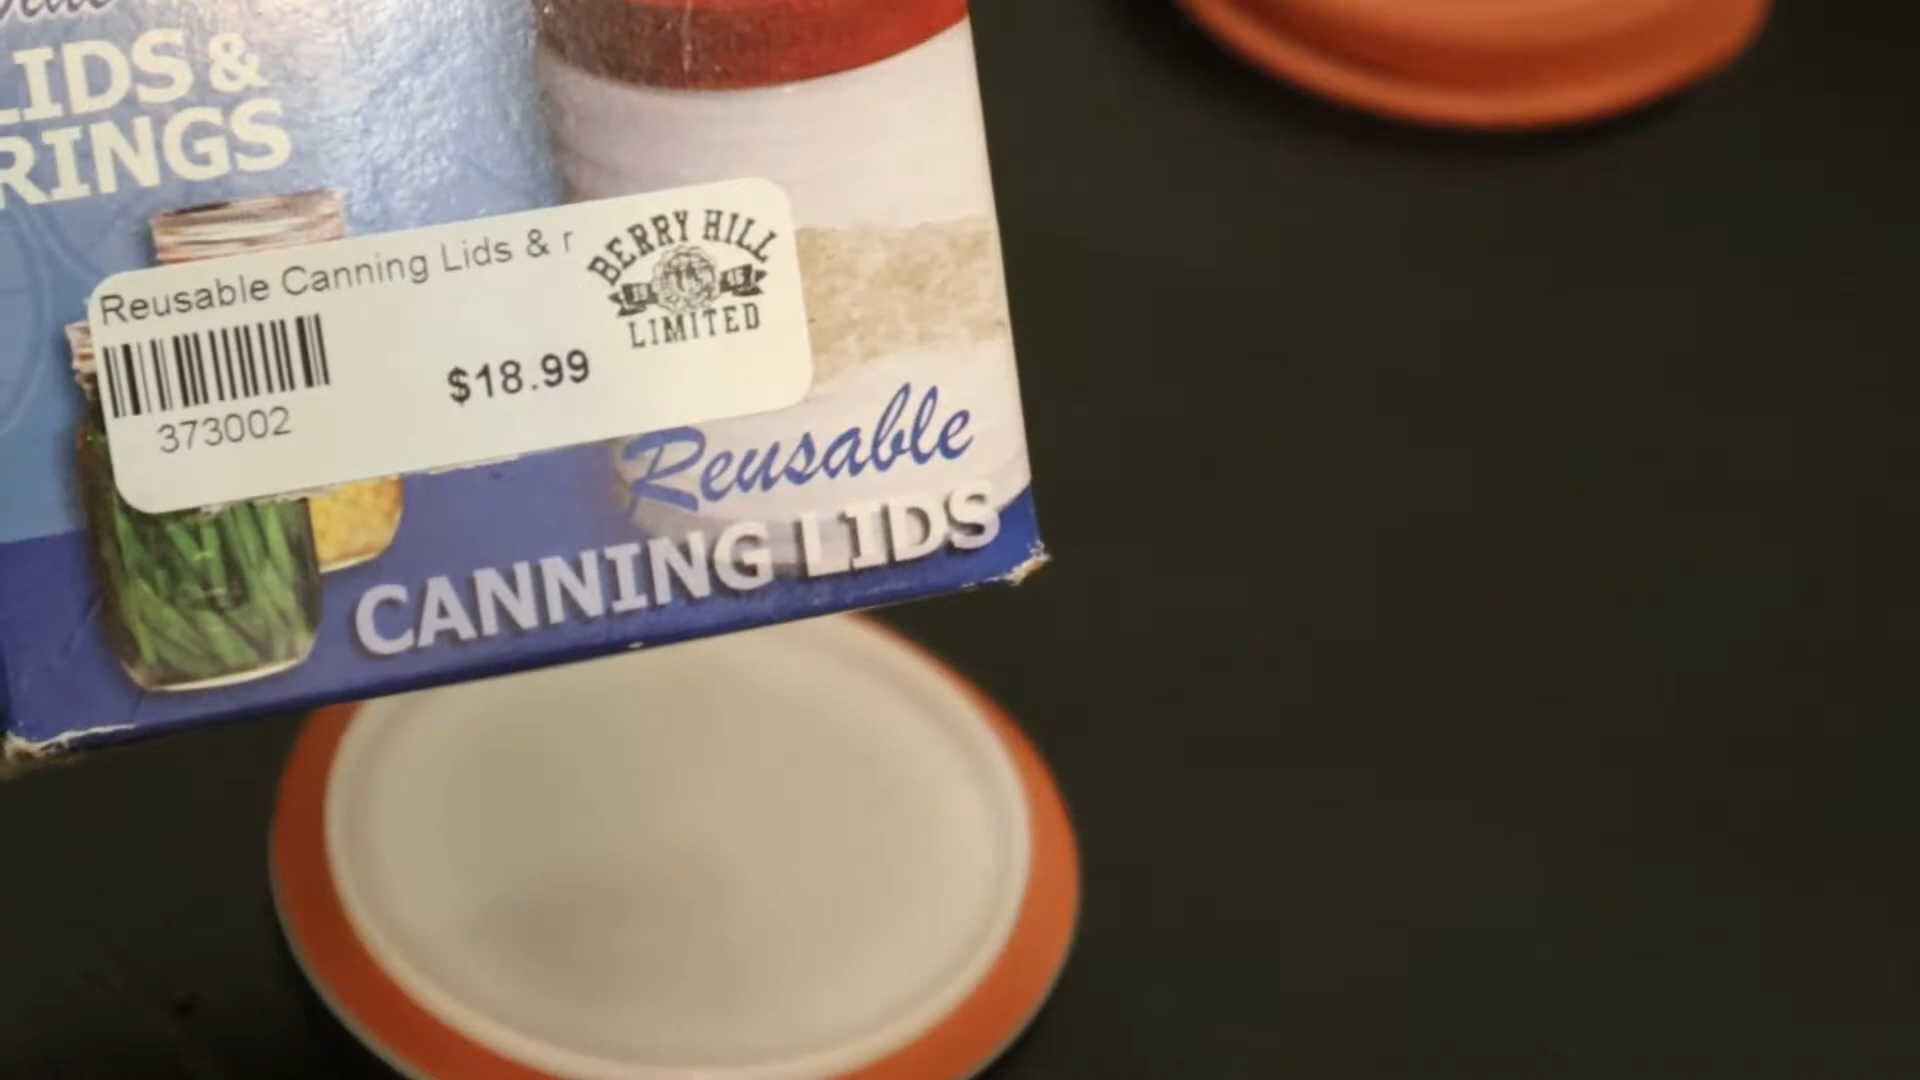 LIDS &
RINGS
Reusable Canning Lids & r
BERRY HILL
LIMITED
$18.99
373002
Reusable
CANNING LIDS